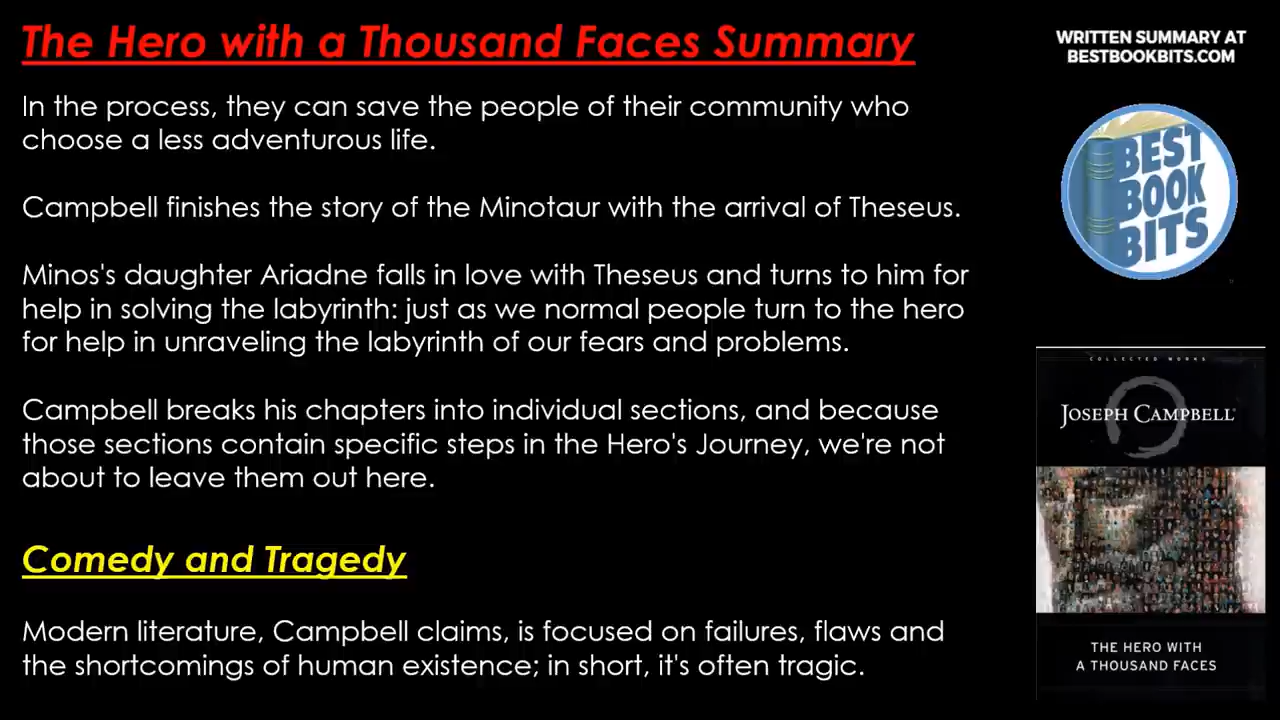 The Hero with a Thousand Faces Summary
In the process, they can save the people of their community who
choose a less adventurous life.
Campbell finishes the story of the Minotaur with the arrival of Theseus.
Minos's daughter Ariadne falls in love with Theseus and turns to him for
help in solving the labyrinth: just as we normal people turn to the hero
for help in unraveling the labyrinth of our fears and problems.
Campbell breaks his chapters into individual sections, and because
those sections contain specific steps in the Hero's Journey, we're not
about to leave them out here.
Comedy and Tragedy
Modern literature, Campbell claims, is focused on failures, flaws and
the shortcomings of human existence; in short, it's often tragic.
WRITTEN SUMMARY AT
BESTBOOKBITS.COM
BEST
BOOK
BITS
COLLECTED WORKS
JOSEPH CAMPBELL
THE HERO WITH
A THOUSAND FACES